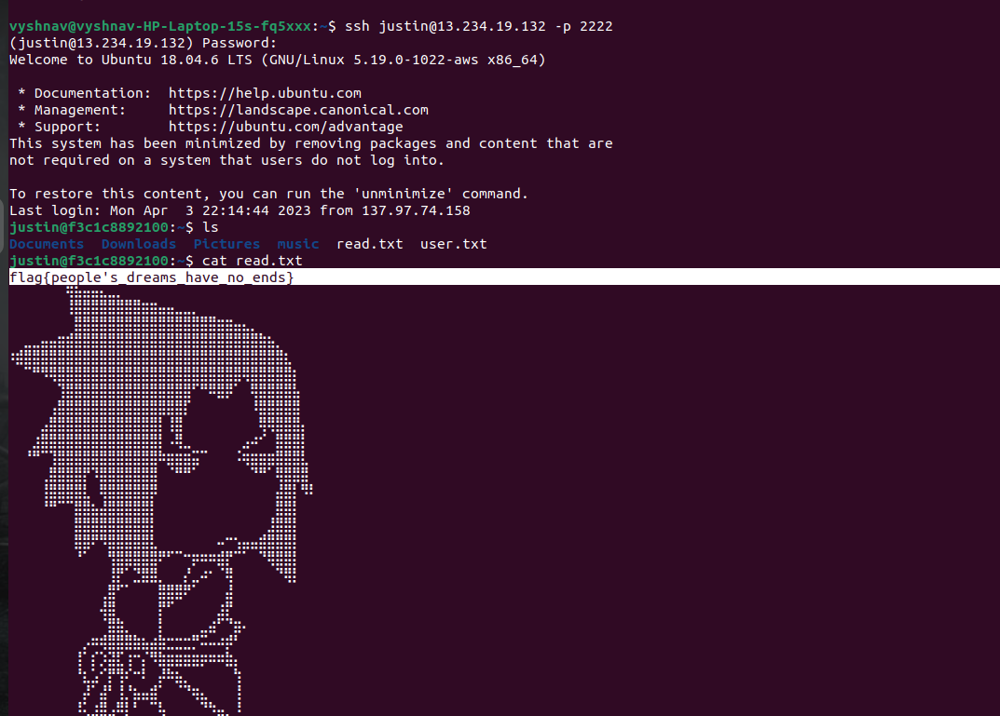 vyshnav@vyshnav-HP-Laptop-15s-fq5xxx:~$ ssh justin@13.234.19.132 -p 2222
(justin@13.234.19.132) Password:
Welcome to Ubuntu 18.04.6 LTS (GNU/Linux 5.19.0-1022-aws x86_64)
* Documentation:  https://help.ubuntu.com
* Management:     https://landscape.canonical.com
* Support:        https://ubuntu.com/advantage
This system has been minimized by removing packages and content that are
not required on a system that users do not log into.
To restore this content, you can run the 'unminimize' command.
Last login: Mon Apr  3 22:14:44 2023 from 137.97.74.158
justin@f3c1c8892100:~$ ls
Documents  Downloads  Pictures  music  read.txt  user.txt
justin@f3c1c8892100:~$ cat read.txt
flag{people's_dreams_have_no_ends}